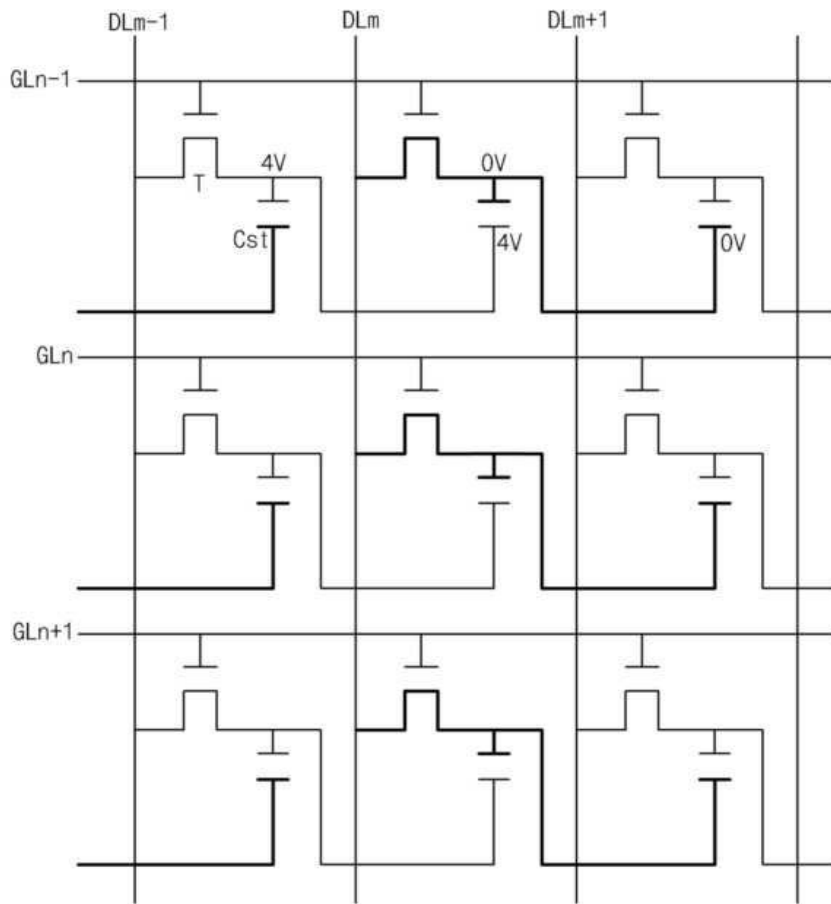 DLm-1 DLm DLm+1
GLn-1
4V 0V
T
Cst 4V 0V
GLn
GLn+1